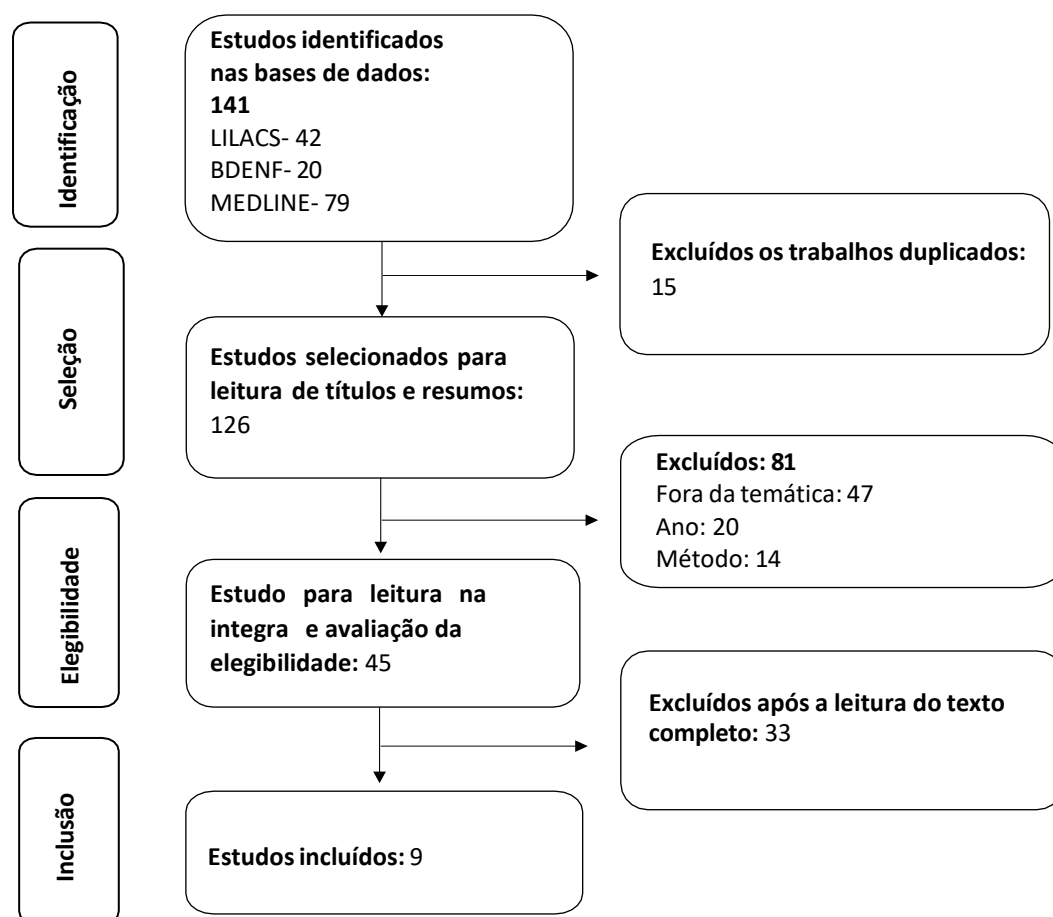 Identificação
Estudos identificados
nas bases de dados:
141
LILACS- 42
BDENF- 20
MEDLINE- 79
Excluídos os trabalhos duplicados:
15
Seleção
Estudos selecionados para
leitura de títulos e resumos:
126
Excluídos: 81
Fora da temática: 47
Ano: 20
Método: 14
Elegibilidade
Estudo para leitura na
integra e avaliação da
elegibilidade: 45
Excluídos após a leitura do texto
completo: 33
Inclusão
Estudos incluídos: 9